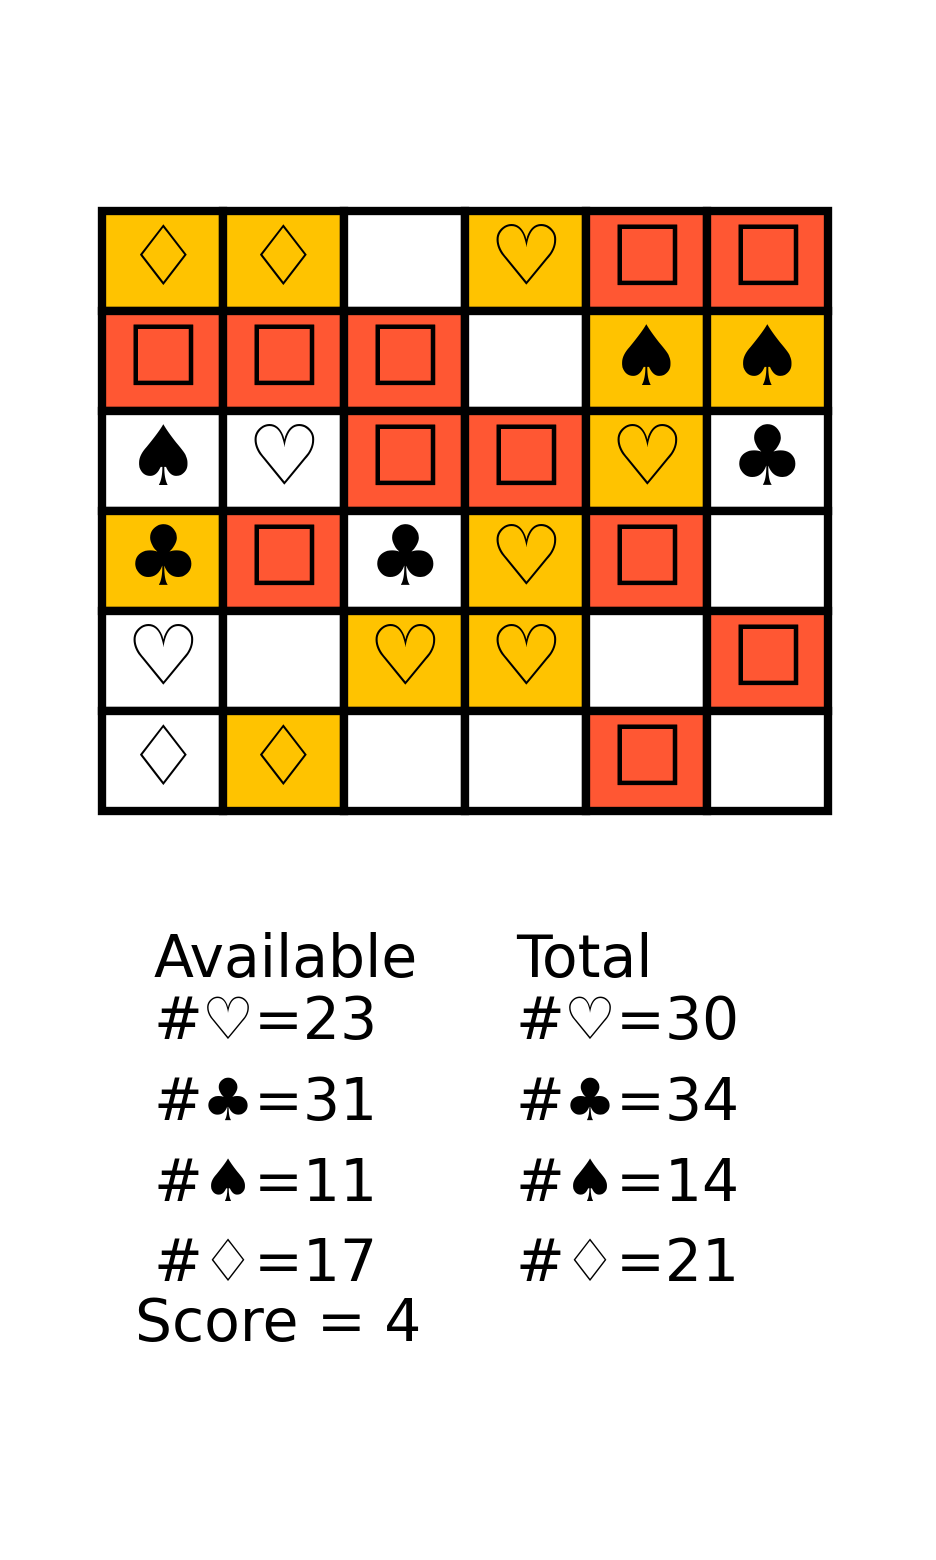 ♢ ♢ ♡ □ □
□ □ □ ♠ ♠
♠ ♡ □ □ ♡ ♣
♣ □ ♣ ♡ □
♡ ♡ ♡ □
♢ ♢ □
Available Total
#♡=23 #♡=30
#♣=31 #♣=34
#♠=11 #♠=14
#♢=17 #♢=21
Score = 4